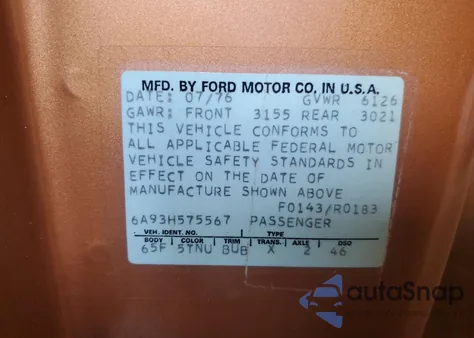 MFD. BY FORD MOTOR CO. IN U.S.A.
DATE: 07/76 GVWR 6126
GAWR: FRONT 3155 REAR 3021
THIS VEHICLE CONFORMS TO
ALL APPLICABLE FEDERAL MOTOR
VEHICLE SAFETY STANDARDS IN
EFFECT ON THE DATE OF
MANUFACTURE SHOWN ABOVE
F0143/R0183
6A93H575567 PASSENGER
VEH. IDENT. NO. TYPE
BODY COLOR TRIM TRANS. AXLE DSO
65F 5TNU BUB X 2 46
autoSnap